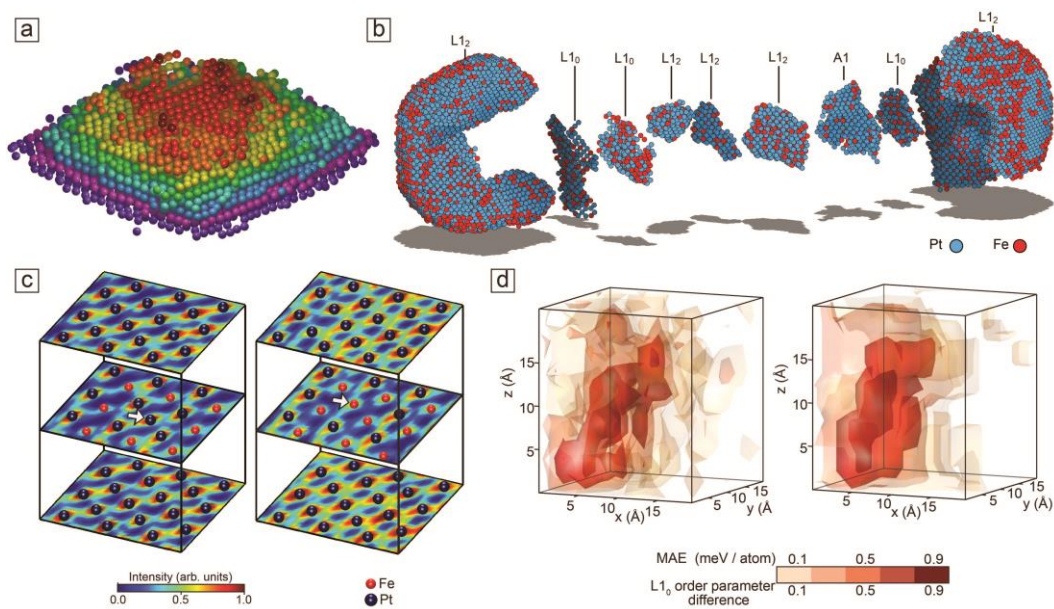 a
b
L1₂
L1₀
L1₀
L1₂
L1₂
L1₂
A1
L1₀
L1₂
Pt
Fe
c
Intensity (arb. units)
0.0 0.5 1.0
Fe
Pt
d
z (Å)
15
10
5
5 10 15
x (Å)
5 10 15
y (Å
z (Å)
15
10
5
5 10 15
x (Å)
5 10 15
y (Å)
MAE (meV / atom) 0.1 0.5 0.9
L1₀ order parameter
difference 0.1 0.5 0.9